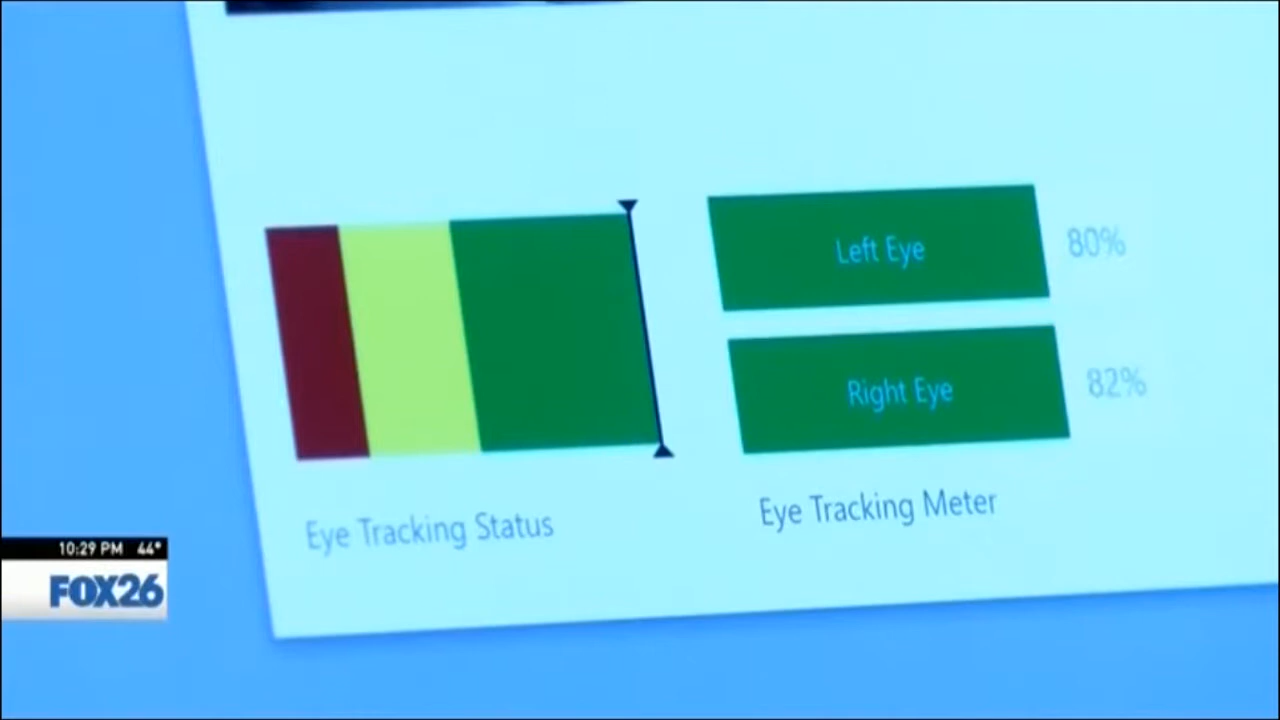 Left Eye
80%
Right Eye
82%
Eye Tracking Status
Eye Tracking Meter
10:29 PM 44°
FOX26